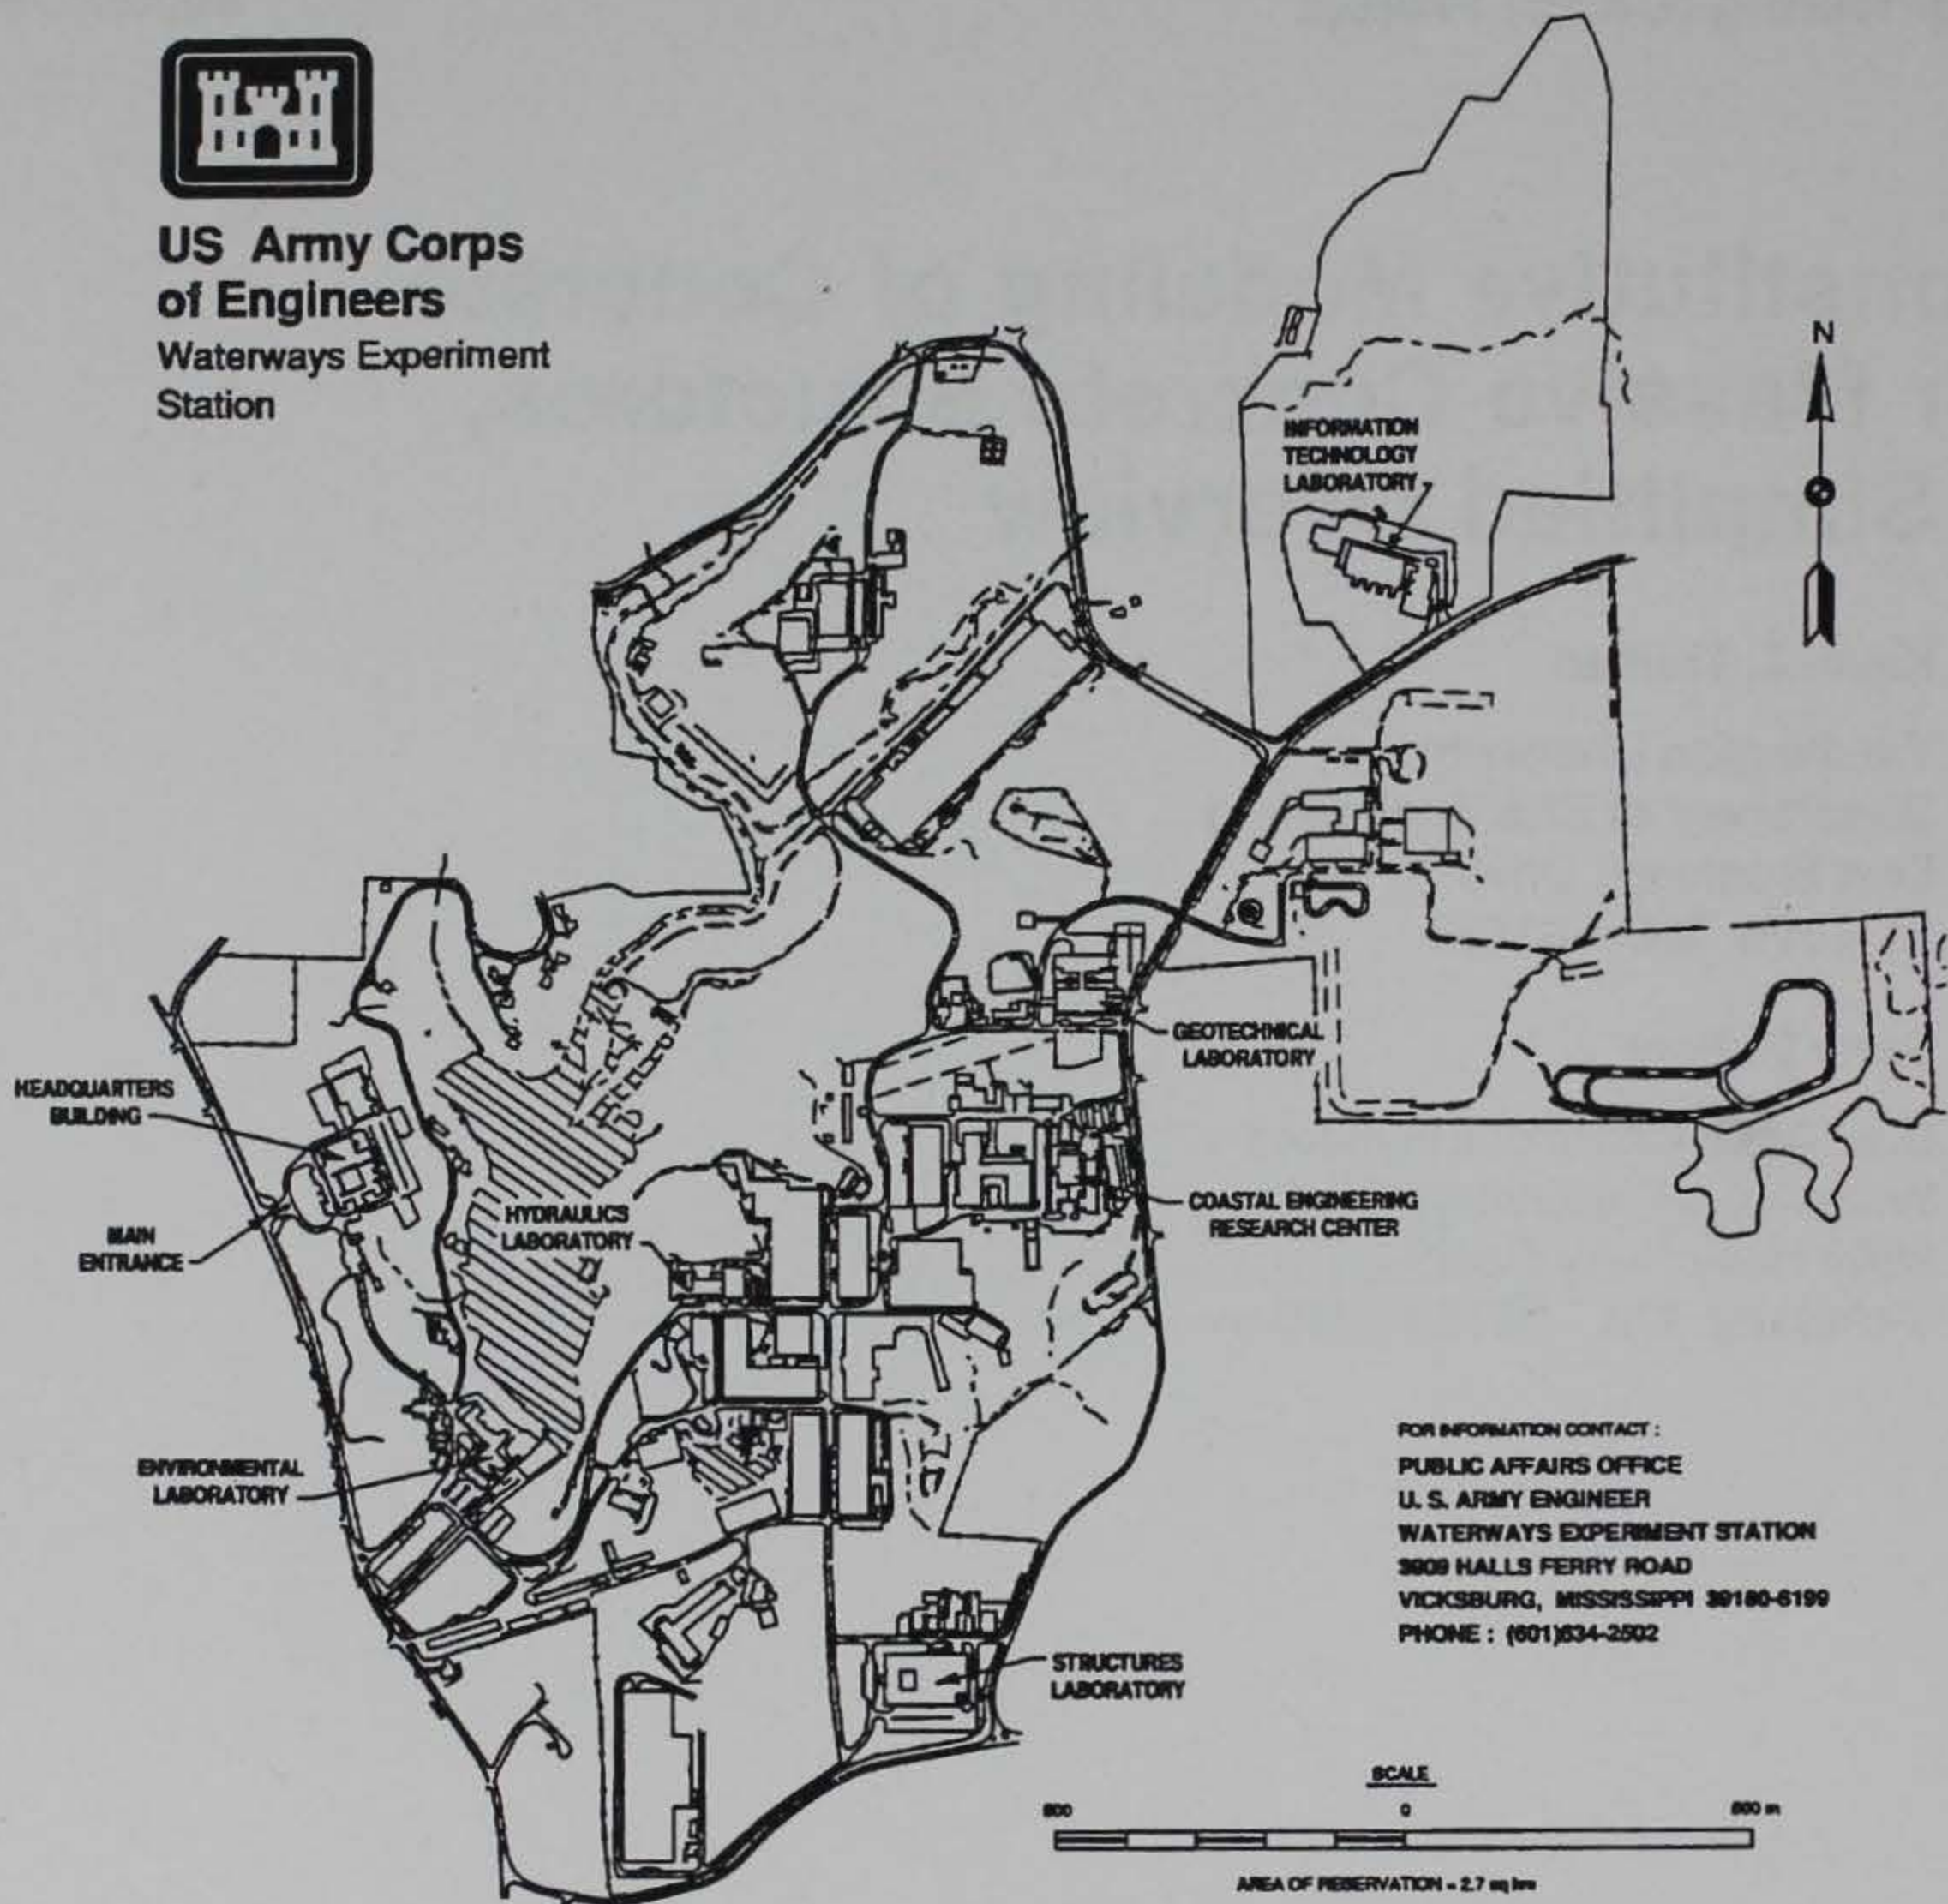 US Army Corps
of Engineers
Waterways Experiment
Station
N
INFORMATION
TECHNOLOGY
LABORATORY
GEOTECHNICAL
LABORATORY
HEADQUARTERS
BUILDING
MAIN
ENTRANCE
HYDRAULICS
LABORATORY
COASTAL ENGINEERING
RESEARCH CENTER
ENVIRONMENTAL
LABORATORY
STRUCTURES
LABORATORY
FOR INFORMATION CONTACT :
PUBLIC AFFAIRS OFFICE
U. S. ARMY ENGINEER
WATERWAYS EXPERIMENT STATION
3909 HALLS FERRY ROAD
VICKSBURG, MISSISSIPPI 39180-6199
PHONE : (601)634-2502
SCALE
0
AREA OF RESERVATION = 2.7 sq km